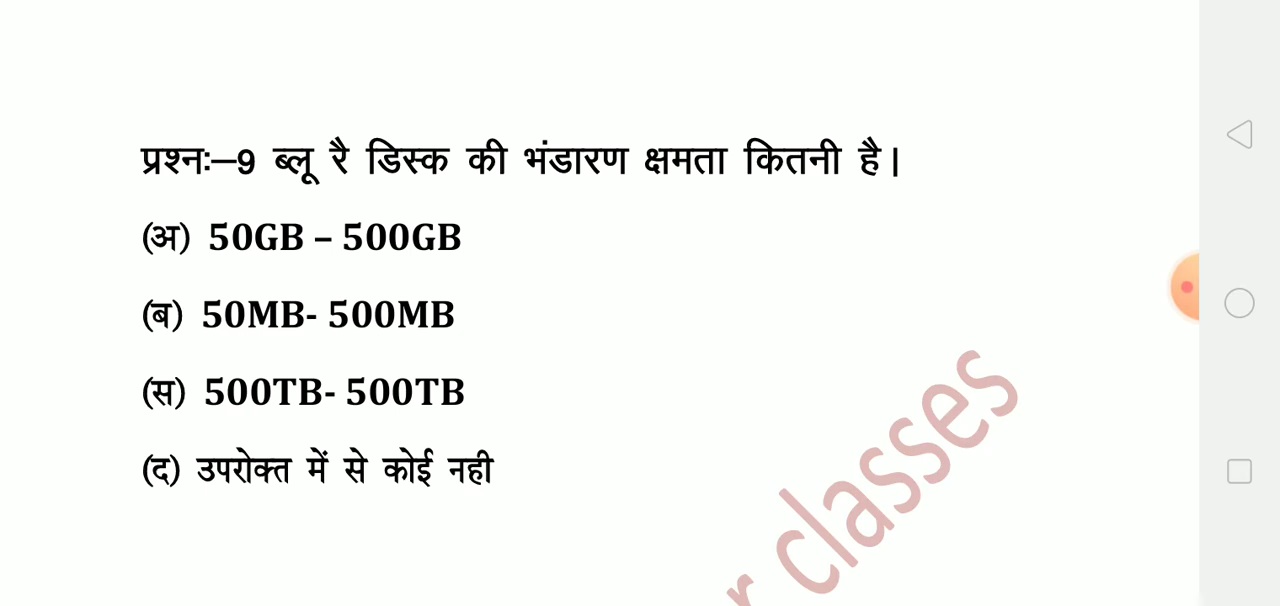 प्रश्नः–9 ब्लू रै डिस्क की भंडारण क्षमता कितनी है।
(अ) 50GB – 500GB
(ब) 50MB- 500MB
(स) 500TB- 500TB
(द) उपरोक्त में से कोई नही
classes